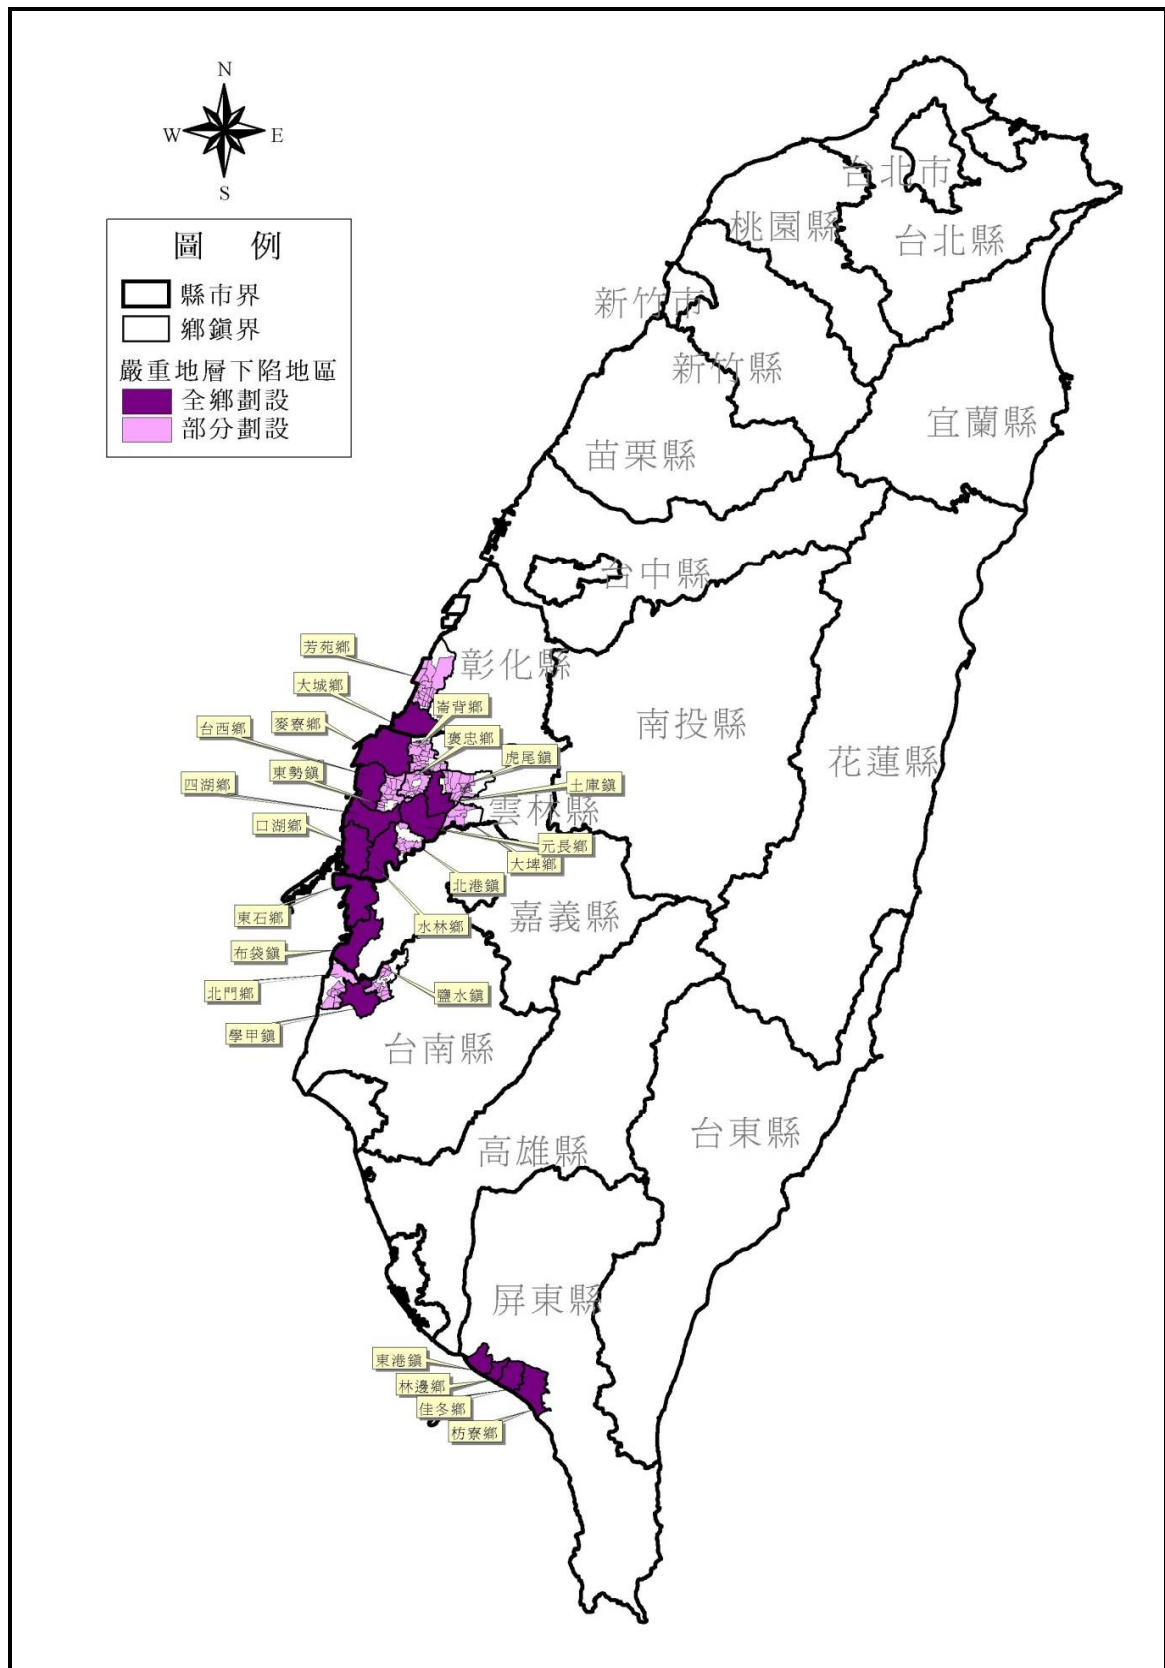 N
W
E
S
圖 例
縣市界
鄉鎮界
嚴重地層下陷地區
全鄉劃設
部分劃設
台北市
桃園縣
台北縣
新竹市
新竹縣
宜蘭縣
苗栗縣
台中縣
芳苑鄉
彰化縣
大城鄉
崙背鄉
麥寮鄉
台西鄉
褒忠鄉
南投縣
花蓮縣
虎尾鎮
東勢鎮
四湖鄉
土庫鎮
雲林縣
口湖鄉
元長鄉
大埤鄉
北港鎮
東石鄉
水林鄉
嘉義縣
布袋鎮
北門鄉
鹽水鎮
學甲鎮
台南縣
台東縣
高雄縣
屏東縣
東港鎮
林邊鄉
佳冬鄉
枋寮鄉